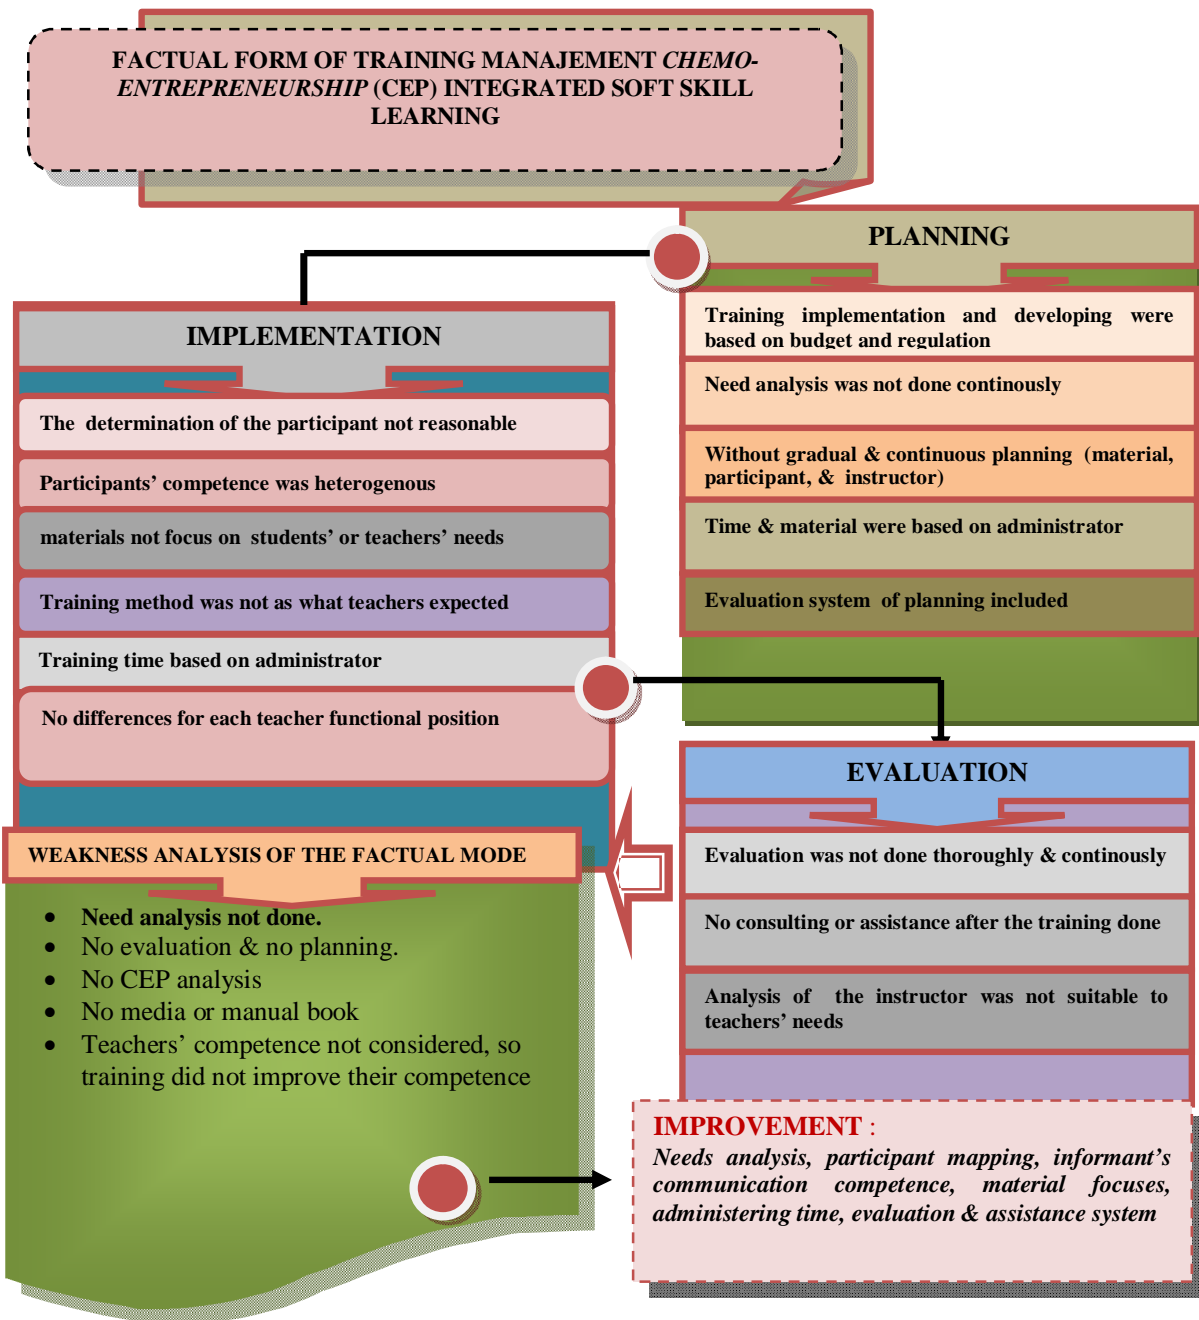 FACTUAL FORM OF TRAINING MANAJEMENT CHEMO-
ENTREPRENEURSHIP (CEP) INTEGRATED SOFT SKILL
LEARNING
PLANNING
Training implementation and developing were
based on budget and regulation
Need analysis was not done continously
Without gradual & continuous planning (material,
participant, & instructor)
Time & material were based on administrator
Evaluation system of planning included
IMPLEMENTATION
The determination of the participant not reasonable
Participants’ competence was heterogenous
materials not focus on students’ or teachers’ needs
Training method was not as what teachers expected
Training time based on administrator
No differences for each teacher functional position
EVALUATION
Evaluation was not done thoroughly & continously
No consulting or assistance after the training done
Analysis of the instructor was not suitable to
teachers’ needs
WEAKNESS ANALYSIS OF THE FACTUAL MODE
• Need analysis not done.
• No evaluation & no planning.
• No CEP analysis
• No media or manual book
• Teachers’ competence not considered, so
training did not improve their competence
IMPROVEMENT :
Needs analysis, participant mapping, informant’s
communication competence, material focuses,
administering time, evaluation & assistance system